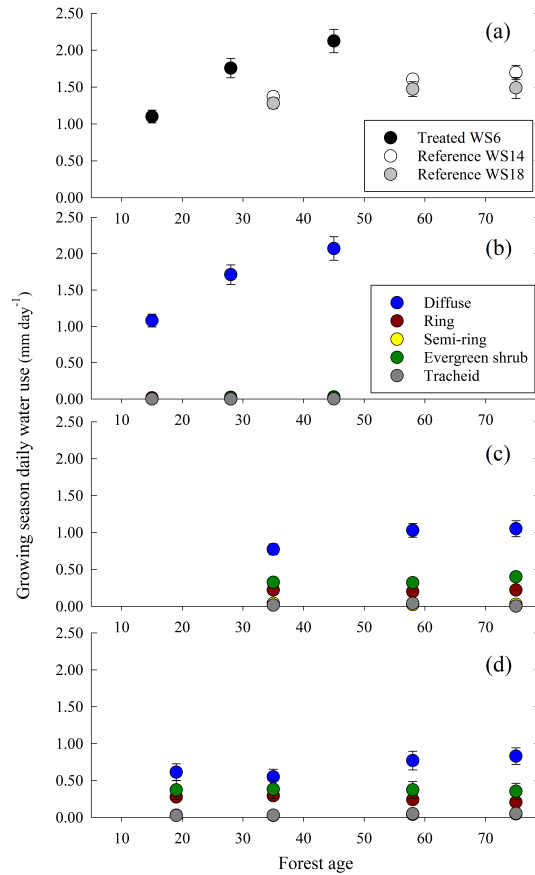 Growing season daily water use (mm day-1)
2.50
2.00
1.50
1.00
0.50
0.00
(a)
Treated WS6
Reference WS14
Reference WS18
10 20 30 40 50 60 70
2.50
2.00
1.50
1.00
0.50
0.00
(b)
Diffuse
Ring
Semi-ring
Evergreen shrub
Tracheid
10 20 30 40 50 60 70
2.50
2.00
1.50
1.00
0.50
0.00
(c)
10 20 30 40 50 60 70
2.50
2.00
1.50
1.00
0.50
0.00
(d)
10 20 30 40 50 60 70
Forest age